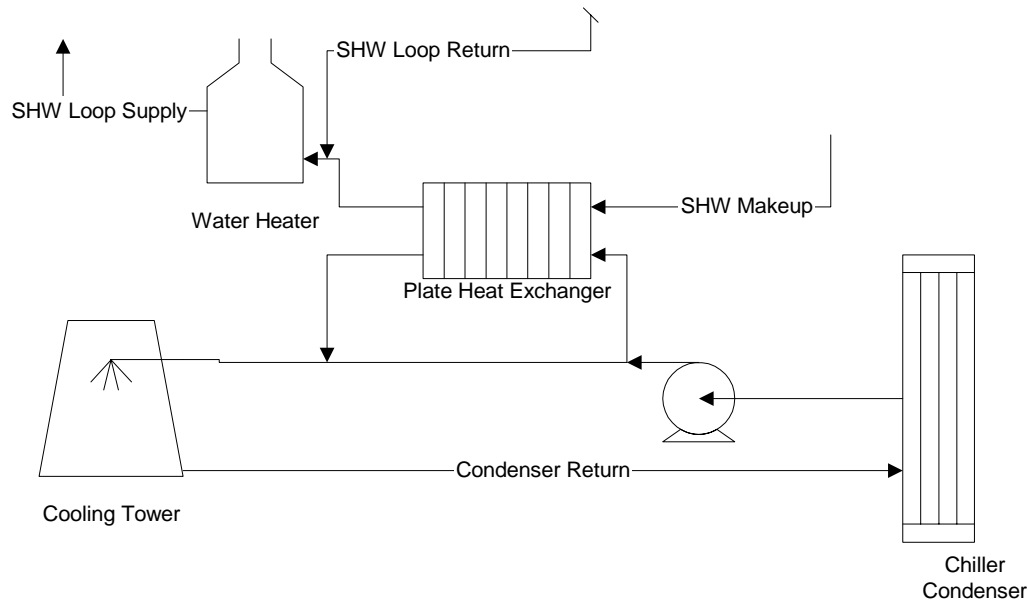 SHW Loop Return
SHW Loop Supply
Water Heater
SHW Makeup
Plate Heat Exchanger
Condenser Return
Cooling Tower
Chiller
Condenser